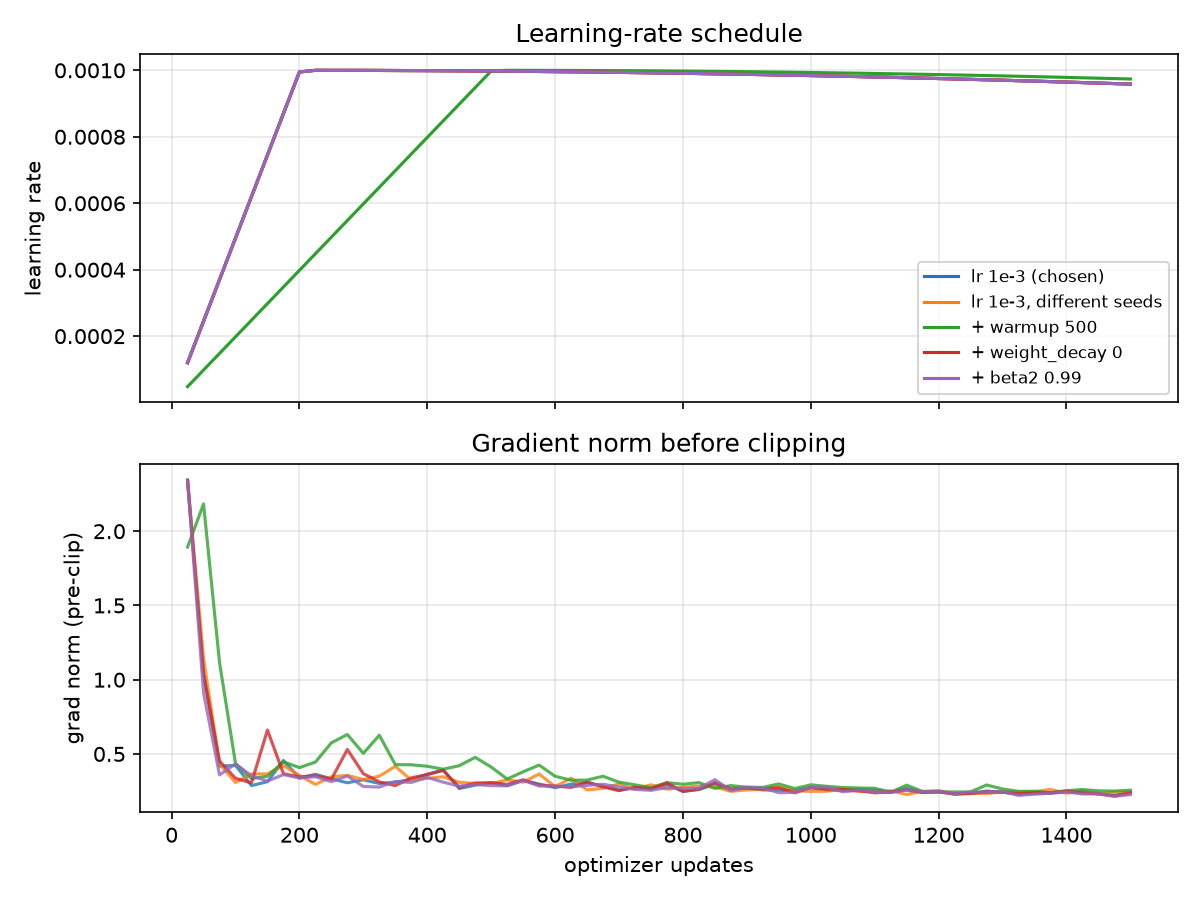 Learning-rate schedule
learning rate
0.0010
0.0008
0.0006
0.0004
0.0002
lr 1e-3 (chosen)
lr 1e-3, different seeds
+ warmup 500
+ weight_decay 0
+ beta2 0.99
Gradient norm before clipping
grad norm (pre-clip)
2.0
1.5
1.0
0.5
0 200 400 600 800 1000 1200 1400
optimizer updates